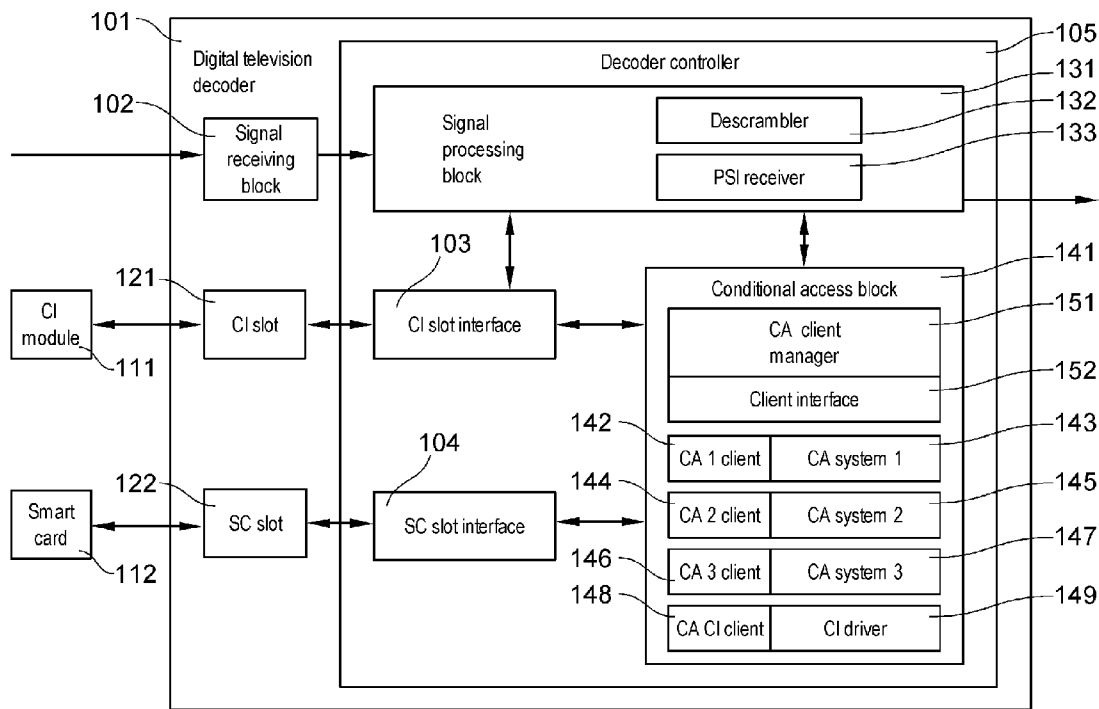 101
Digital television
decoder
105
Decoder controller
131
132
Descrambler
133
PSI receiver
Signal
processing
block
102
Signal
receiving
block
103
121
CI
module
111
CI slot
CI slot interface
141
Conditional access block
151
CA client
manager
152
Client interface
142
143
CA 1 client
CA system 1
144
145
CA 2 client
CA system 2
146
147
CA 3 client
CA system 3
148
149
CA CI client
CI driver
104
122
Smart
card
112
SC slot
SC slot interface